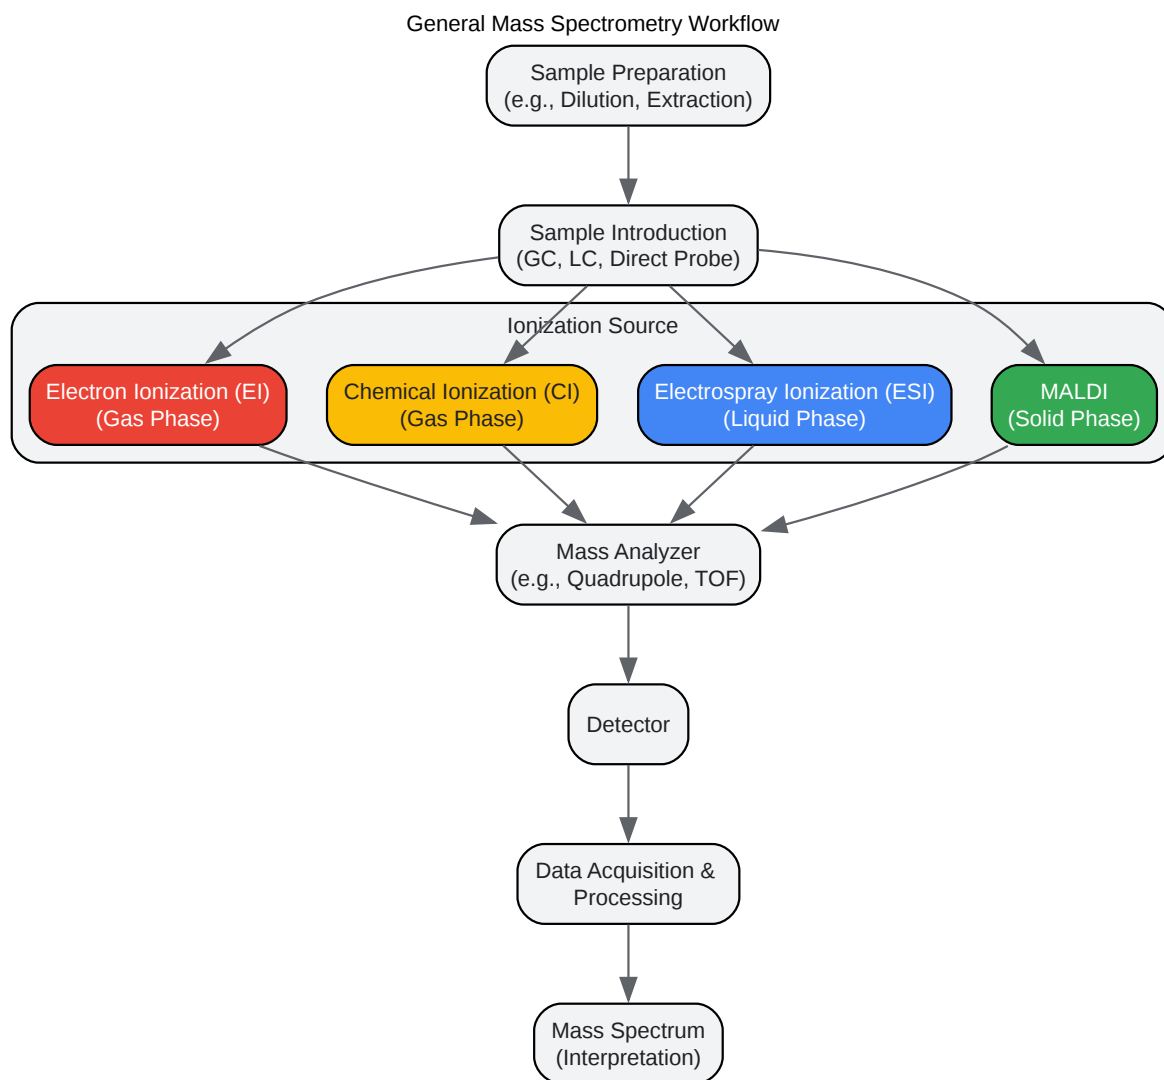 General Mass Spectrometry Workflow
Sample Preparation
(e.g., Dilution, Extraction)
Sample Introduction
(GC, LC, Direct Probe)
Ionization Source
Electron Ionization (EI)
(Gas Phase)
Chemical Ionization (CI)
(Gas Phase)
Electrospray Ionization (ESI)
(Liquid Phase)
MALDI
(Solid Phase)
Mass Analyzer
(e.g., Quadrupole, TOF)
Detector
Data Acquisition &
Processing
Mass Spectrum
(Interpretation)